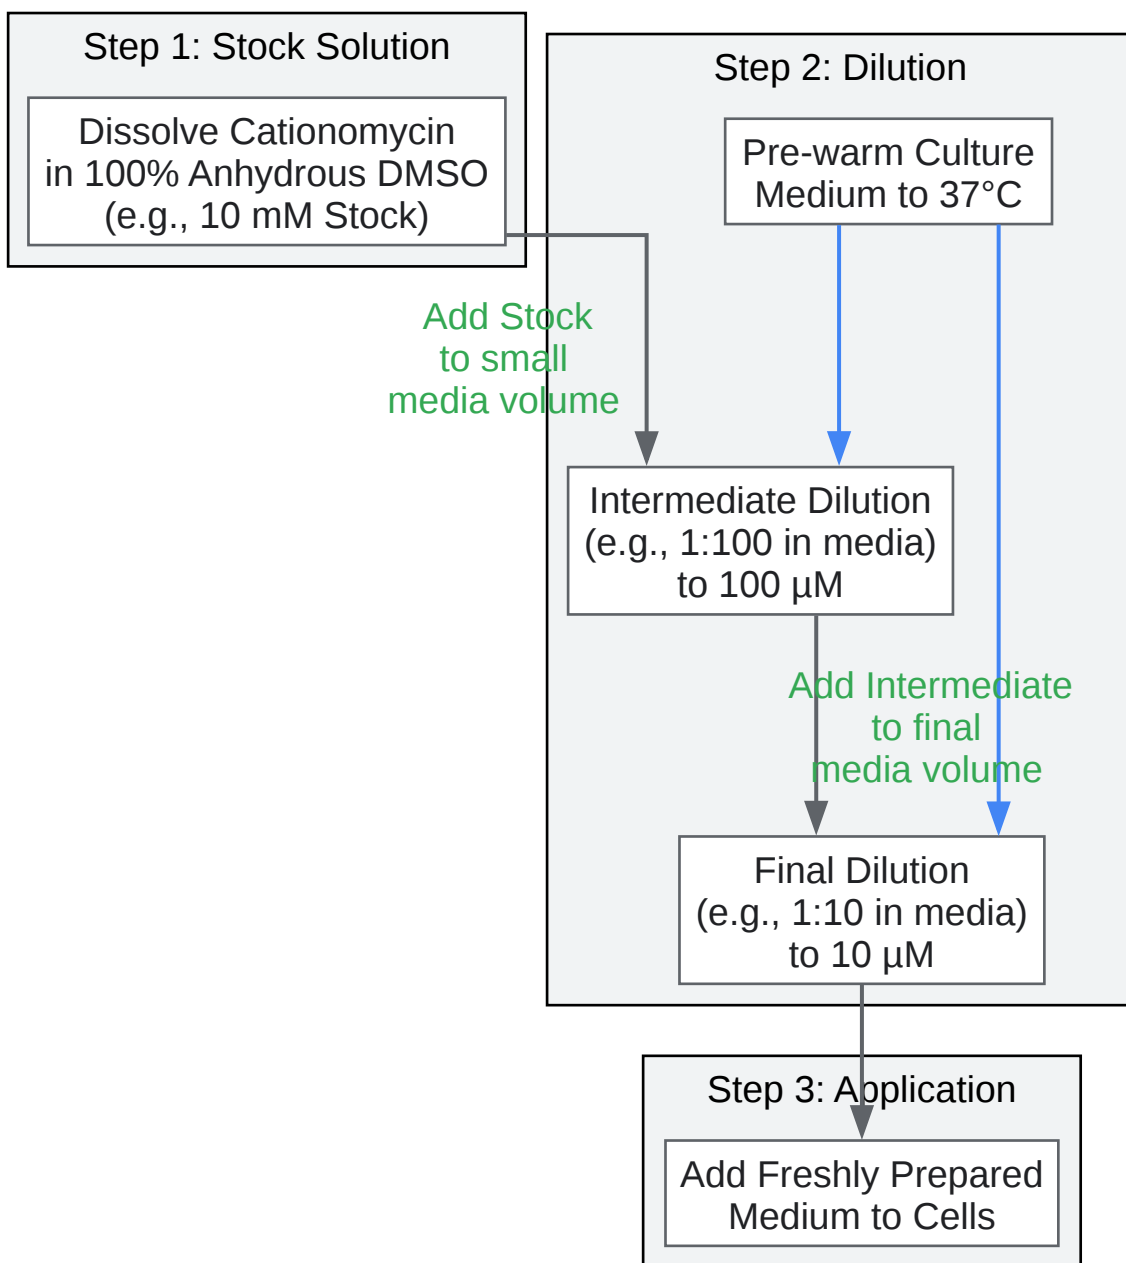 Step 1: Stock Solution
Dissolve Cationomycin
in 100% Anhydrous DMSO
(e.g., 10 mM Stock)
Step 2: Dilution
Pre-warm Culture
Medium to 37°C
Add Stock
to small
media volume
Intermediate Dilution
(e.g., 1:100 in media)
to 100 µM
Add Intermediate
to final
media volume
Final Dilution
(e.g., 1:10 in media)
to 10 µM
Step 3: Application
Add Freshly Prepared
Medium to Cells